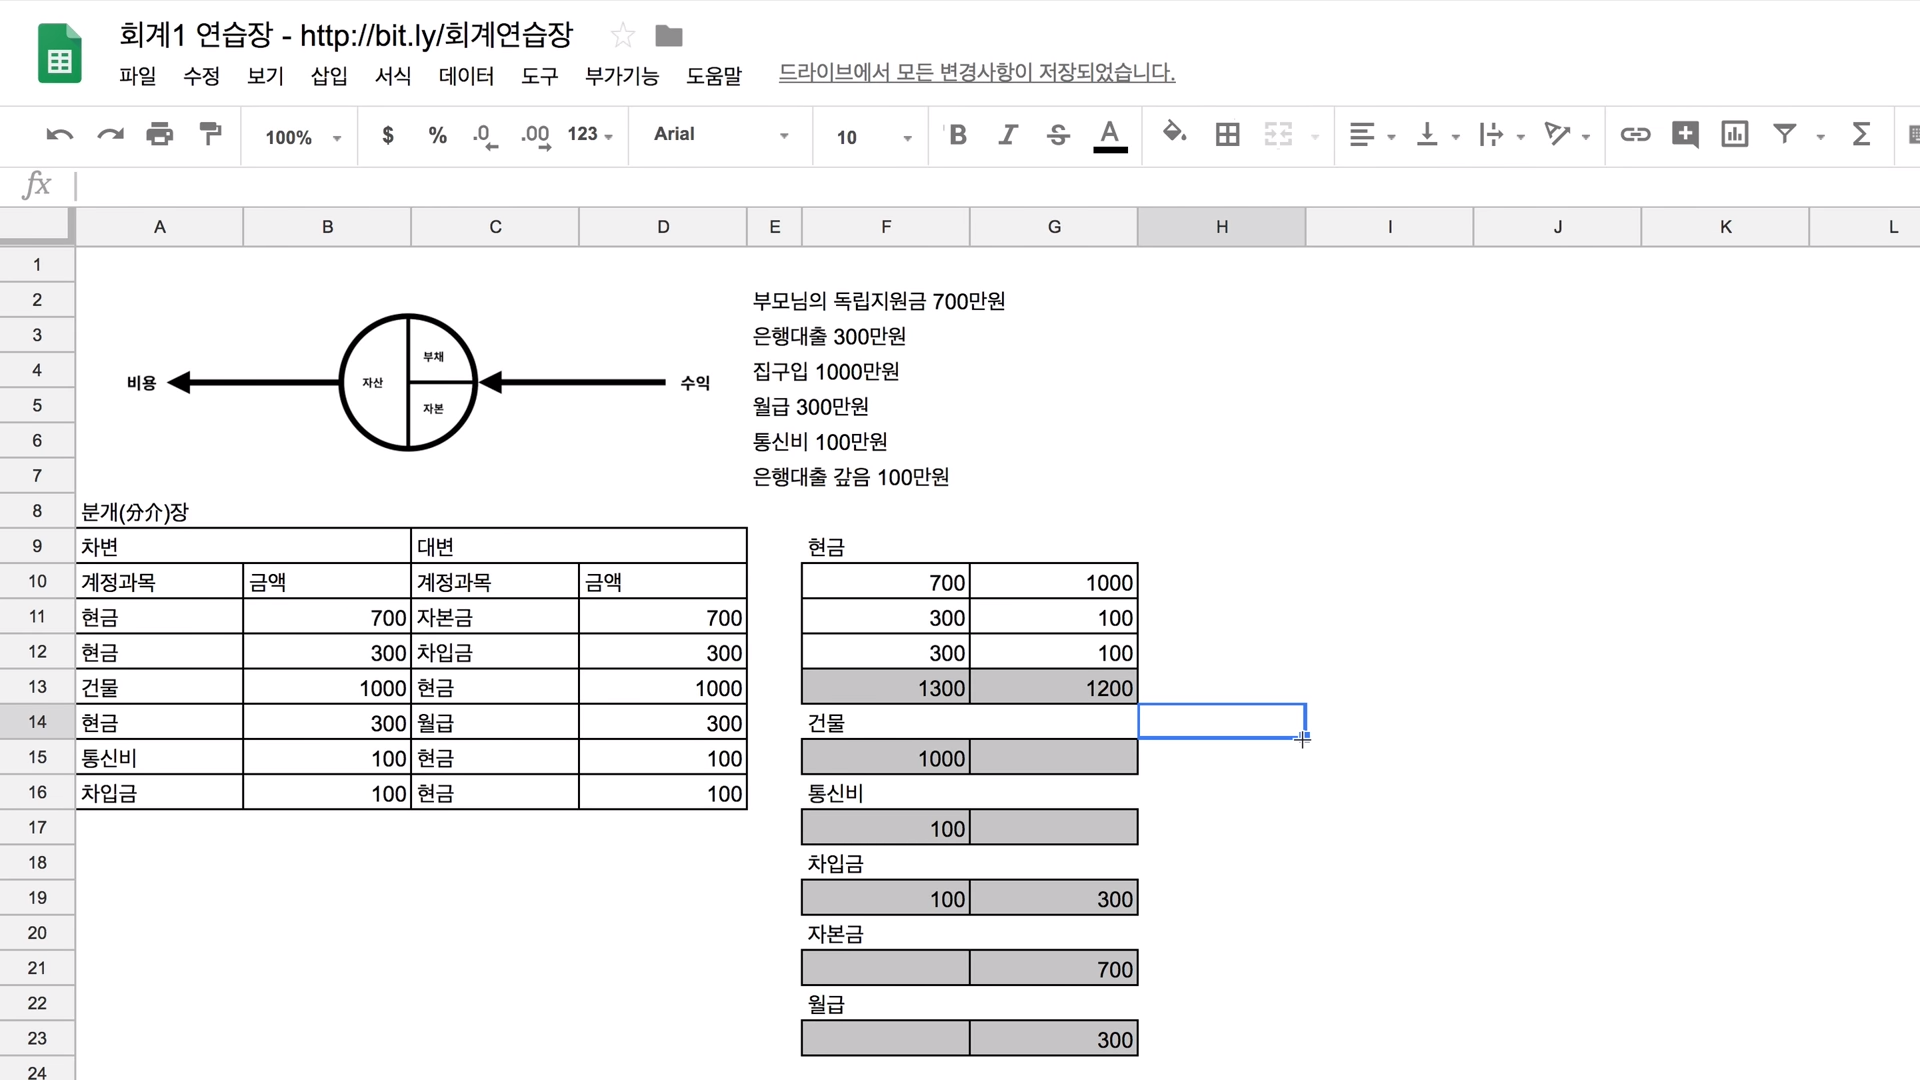 회계1 연습장 - http://bit.ly/회계연습장
파일 수정 보기 삽입 서식 데이터 도구 부가기능 도움말 드라이브에서 모든 변경사항이 저장되었습니다.
100% $ % .0 .00 123 Arial 10 B I S A Σ
fx
A B C D E F G H I J K L
1
2 부모님의 독립지원금 700만원
3 부채 은행대출 300만원
4 비용 자산 수익 집구입 1000만원
5 자본 월급 300만원
6 통신비 100만원
7 은행대출 갚음 100만원
8 분개(分介)장
9 차변 대변 현금
10 계정과목 금액 계정과목 금액 700 1000
11 현금 700 자본금 700 300 100
12 현금 300 차입금 300 300 100
13 건물 1000 현금 1000 1300 1200
14 현금 300 월급 300 건물
15 통신비 100 현금 100 1000
16 차입금 100 현금 100 통신비
17 100
18 차입금
19 100 300
20 자본금
21 700
22 월급
23 300
24